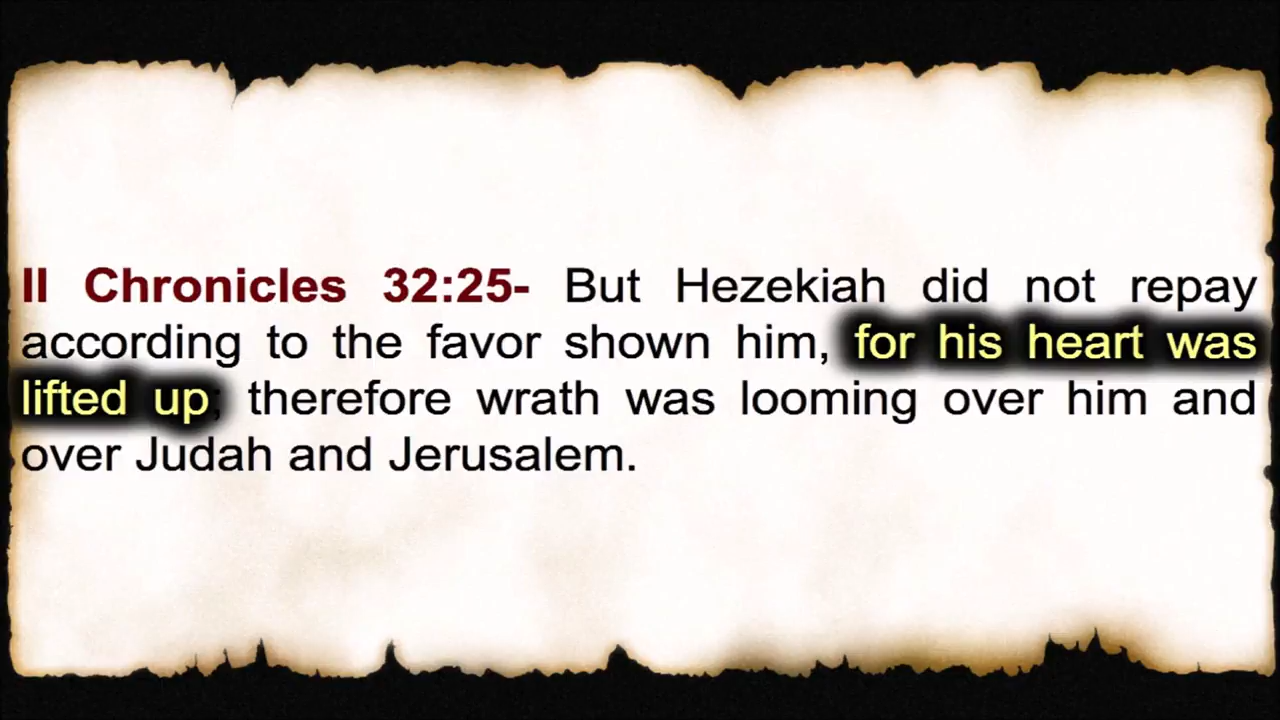 II Chronicles 32:25- But Hezekiah did not repay
according to the favor shown him, for his heart was
lifted up; therefore wrath was looming over him and
over Judah and Jerusalem.